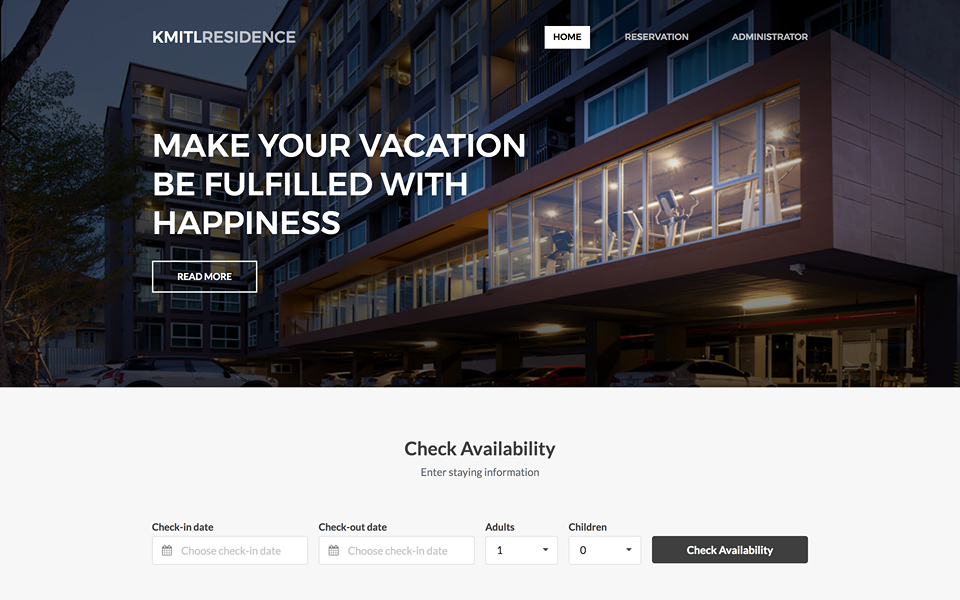 KMITLRESIDENCE
HOME
RESERVATION
ADMINISTRATOR
MAKE YOUR VACATION
BE FULFILLED WITH
HAPPINESS
READ MORE
Check Availability
Enter staying information
Check-in date
Check-out date
Adults
Children
Choose check-in date
Choose check-in date
1
0
Check Availability